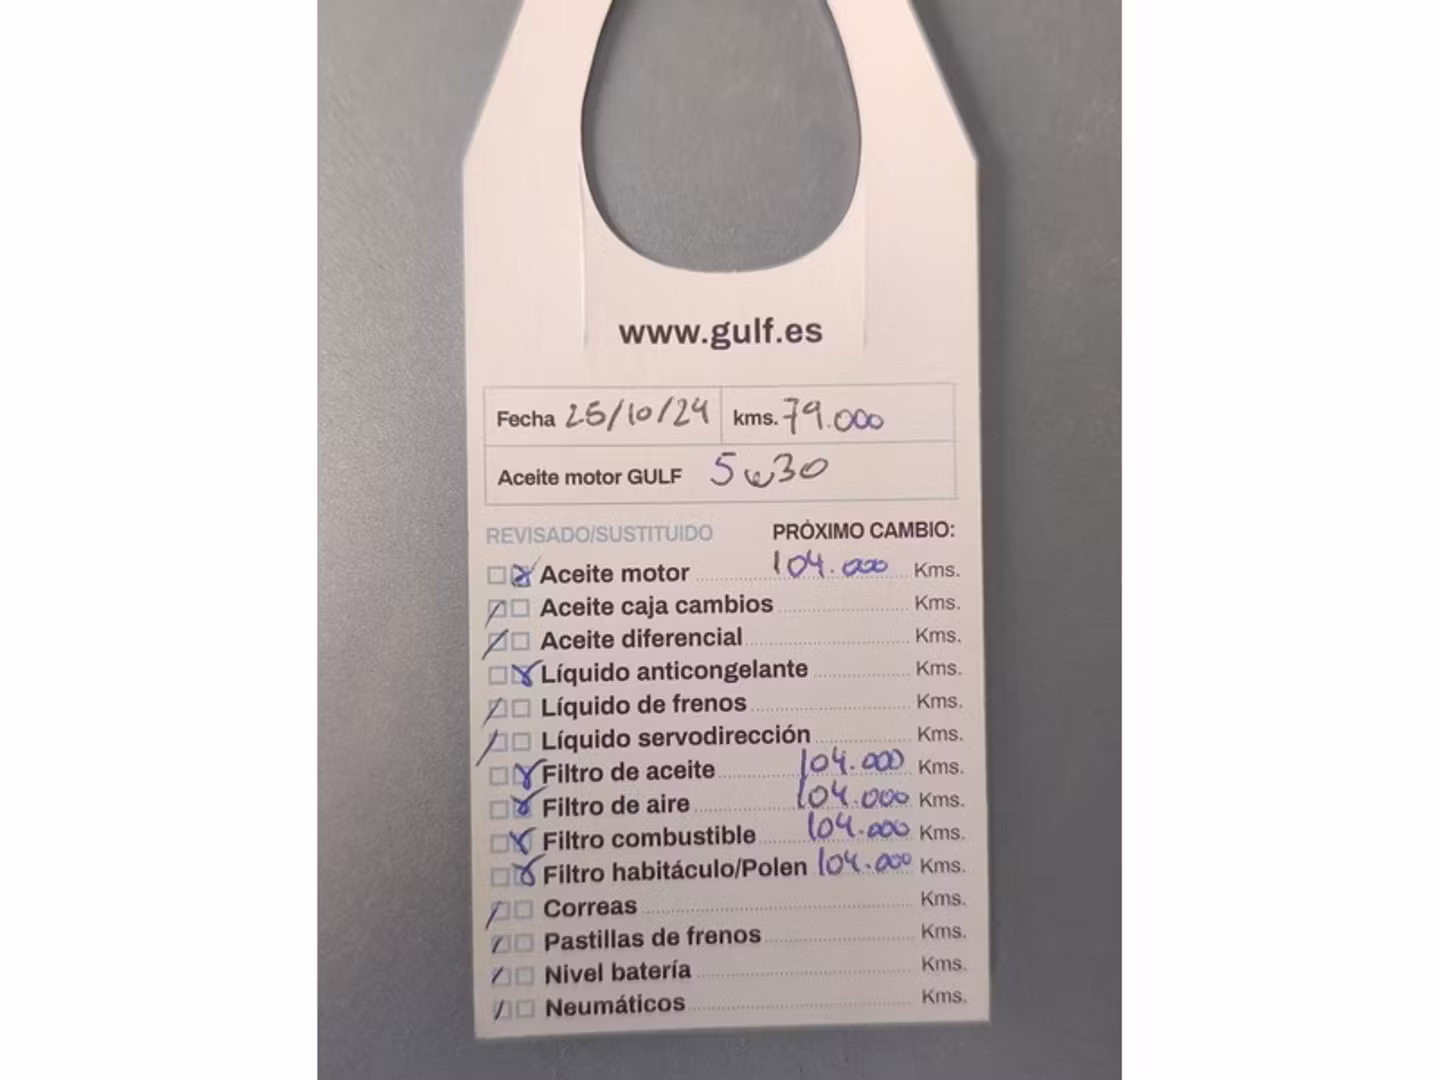 www.gulf.es
Fecha 25/10/24 kms. 79.000
Aceite motor GULF 5w30
REVISADO/SUSTITUIDO PRÓXIMO CAMBIO:
Aceite motor 104.000 Kms.
Aceite caja cambios Kms.
Aceite diferencial Kms.
Líquido anticongelante Kms.
Líquido de frenos Kms.
Líquido servodirección Kms.
Filtro de aceite 104.000 Kms.
Filtro de aire 104.000 Kms.
Filtro combustible 104.000 Kms.
Filtro habitáculo/Polen 104.000 Kms.
Correas Kms.
Pastillas de frenos Kms.
Nivel batería Kms.
Neumáticos Kms.